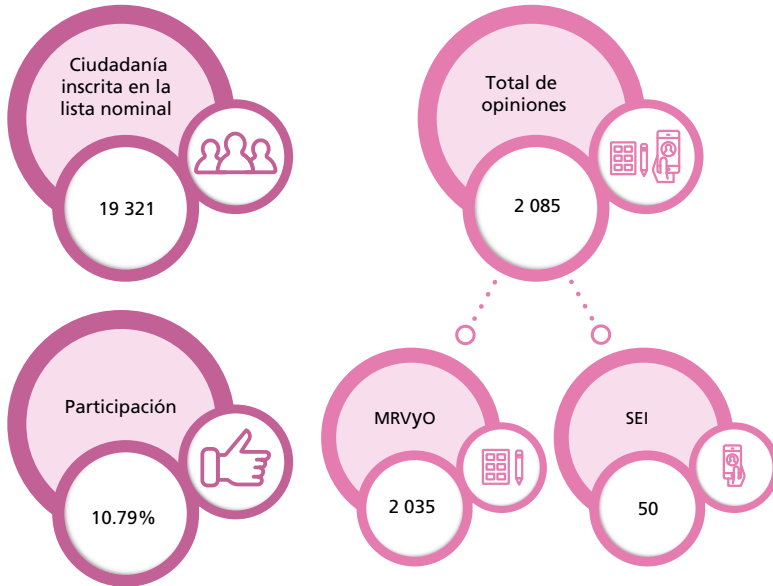 Ciudadanía
inscrita en la
lista nominal
19 321
Total de
opiniones
2 085
Participación
10.79%
MRVyO
2 035
SEI
50